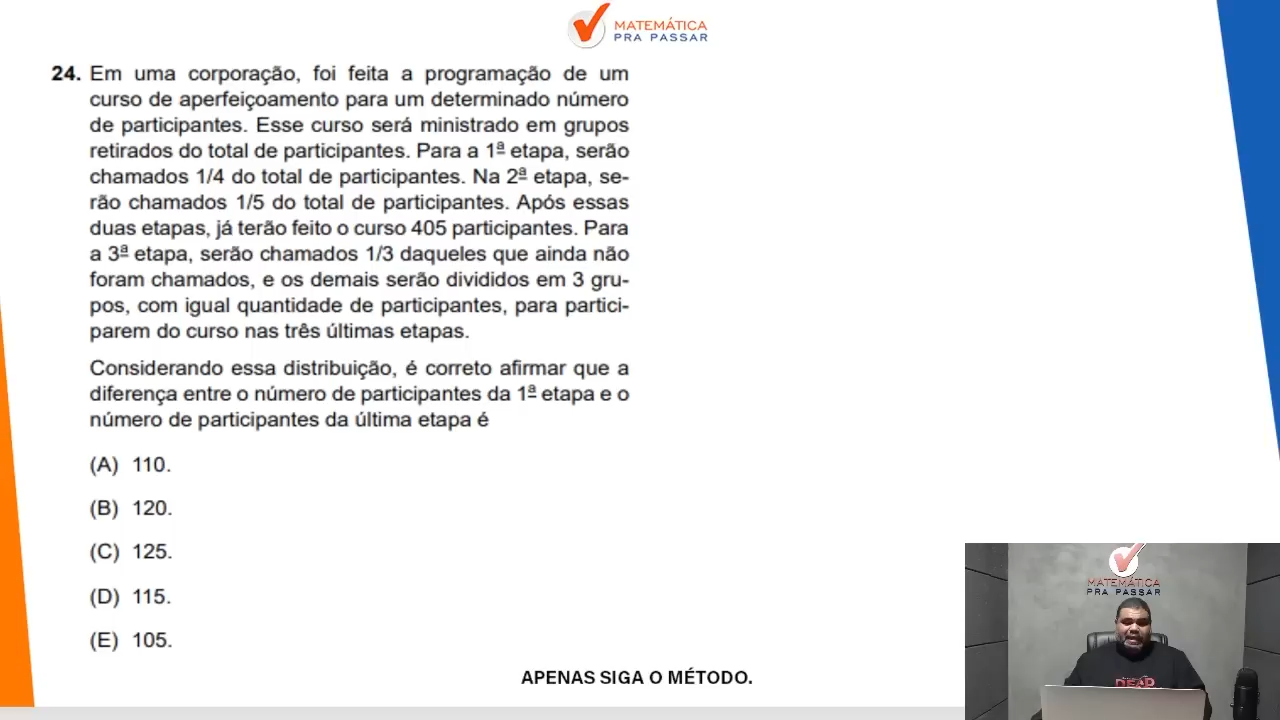 MATEMÁTICA
PRA PASSAR
24. Em uma corporação, foi feita a programação de um
curso de aperfeiçoamento para um determinado número
de participantes. Esse curso será ministrado em grupos
retirados do total de participantes. Para a 1ª etapa, serão
chamados 1/4 do total de participantes. Na 2ª etapa, se-
rão chamados 1/5 do total de participantes. Após essas
duas etapas, já terão feito o curso 405 participantes. Para
a 3ª etapa, serão chamados 1/3 daqueles que ainda não
foram chamados, e os demais serão divididos em 3 gru-
pos, com igual quantidade de participantes, para partici-
parem do curso nas três últimas etapas.
Considerando essa distribuição, é correto afirmar que a
diferença entre o número de participantes da 1ª etapa e o
número de participantes da última etapa é
(A) 110.
(B) 120.
(C) 125.
(D) 115.
(E) 105.
APENAS SIGA O MÉTODO.
MATEMÁTICA
PRA PASSAR
DEAD